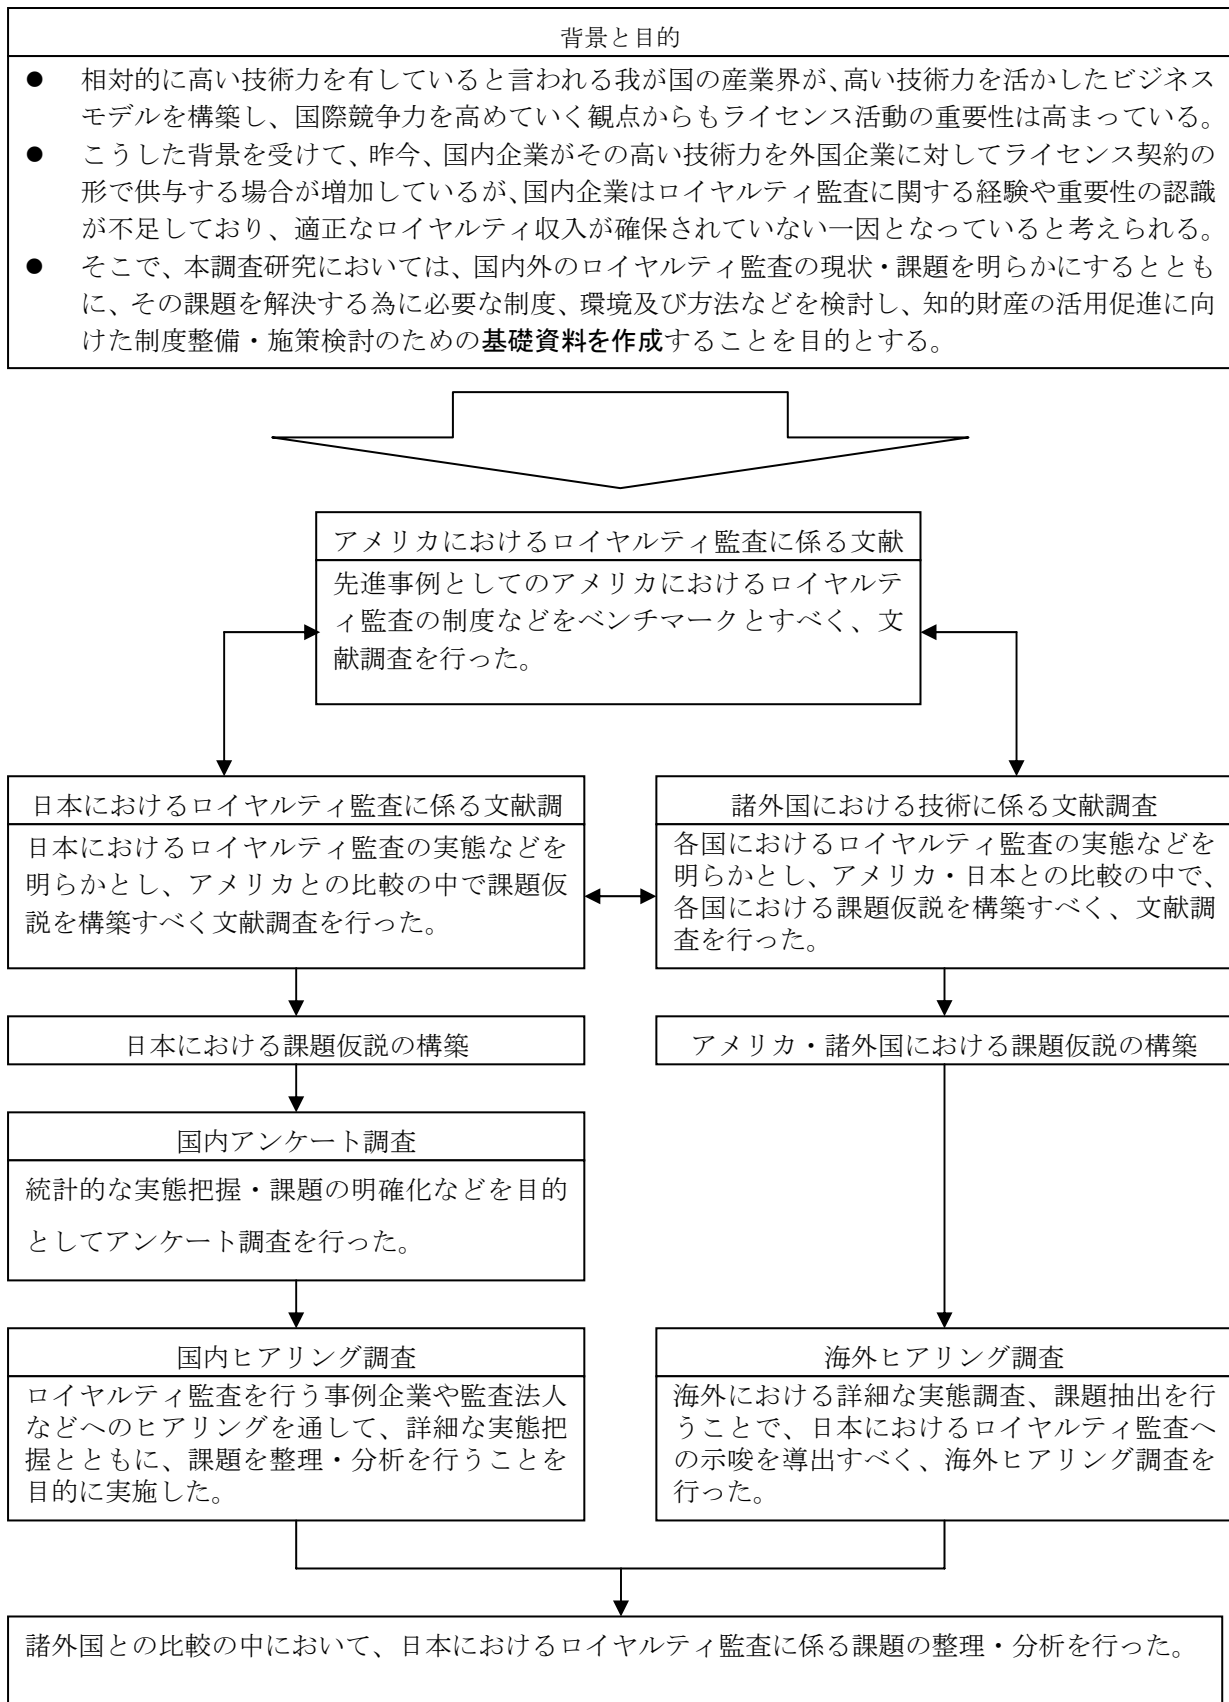 背景と目的
● 相対的に高い技術力を有していると言われる我が国の産業界が、高い技術力を活かしたビジネス
モデルを構築し、国際競争力を高めていく観点からもライセンス活動の重要性は高まっている。
● こうした背景を受けて、昨今、国内企業がその高い技術力を外国企業に対してライセンス契約の
形で供与する場合が増加しているが、国内企業はロイヤルティ監査に関する経験や重要性の認識
が不足しており、適正なロイヤルティ収入が確保されていない一因となっていると考えられる。
● そこで、本調査研究においては、国内外のロイヤルティ監査の現状・課題を明らかにするととも
に、その課題を解決する為に必要な制度、環境及び方法などを検討し、知的財産の活用促進に向
けた制度整備・施策検討のための基礎資料を作成することを目的とする。
アメリカにおけるロイヤルティ監査に係る文献
先進事例としてのアメリカにおけるロイヤルテ
ィ監査の制度などをベンチマークとすべく、文
献調査を行った。
日本におけるロイヤルティ監査に係る文献調
日本におけるロイヤルティ監査の実態などを
明らかとし、アメリカとの比較の中で課題仮
説を構築すべく文献調査を行った。
諸外国における技術に係る文献調査
各国におけるロイヤルティ監査の実態などを
明らかとし、アメリカ・日本との比較の中で、
各国における課題仮説を構築すべく、文献調
査を行った。
日本における課題仮説の構築
アメリカ・諸外国における課題仮説の構築
国内アンケート調査
統計的な実態把握・課題の明確化などを目的
としてアンケート調査を行った。
国内ヒアリング調査
ロイヤルティ監査を行う事例企業や監査法人
などへのヒアリングを通して、詳細な実態把
握とともに、課題を整理・分析を行うことを
目的に実施した。
海外ヒアリング調査
海外における詳細な実態調査、課題抽出を行
うことで、日本におけるロイヤルティ監査へ
の示唆を導出すべく、海外ヒアリング調査を
行った。
諸外国との比較の中において、日本におけるロイヤルティ監査に係る課題の整理・分析を行った。